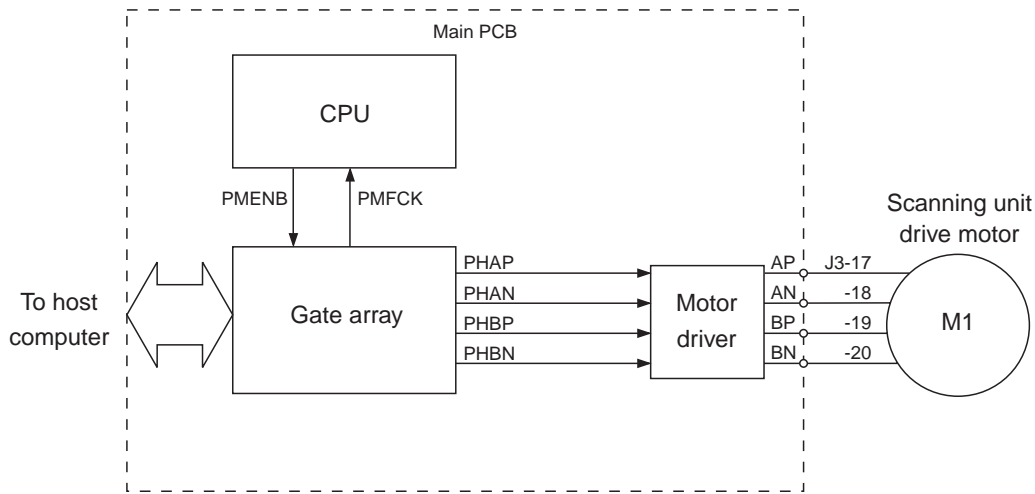 Main PCB
CPU
PMENB
PMFCK
Scanning unit
drive motor
To host
computer
Gate array
PHAP
PHAN
PHBP
PHBN
Motor
driver
AP
AN
BP
BN
J3-17
-18
-19
-20
M1